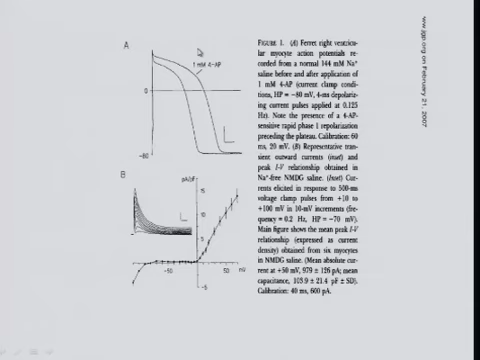 A
1 mM 4-AP
0
-80
B
pA/pF
15
10
5
-50
50
mV
-5
FIGURE 1. (A) Ferret right ventricu-
lar myocyte action potentials re-
corded from a normal 144 mM Na⁺
saline before and after application of
1 mM 4-AP (current clamp condi-
tions, HP = −80 mV, 4-ms depolariz-
ing current pulses applied at 0.125
Hz). Note the presence of a 4-AP-
sensitive rapid phase 1 repolarization
preceding the plateau. Calibration: 60
ms, 20 mV. (B) Representative tran-
sient outward currents (inset) and
peak I-V relationship obtained in
Na⁺-free NMDG saline. (Inset) Cur-
rents elicited in response to 500-ms
voltage clamp pulses from +10 to
+100 mV in 10-mV increments (fre-
quency = 0.2 Hz, HP = −70 mV).
Main figure shows the mean peak I-V
relationship (expressed as current
density) obtained from six myocytes
in NMDG saline. (Mean absolute cur-
rent at +50 mV, 979 ± 126 pA; mean
capacitance, 103.9 ± 21.4 pF ± SD).
Calibration: 40 ms, 600 pA.
www.jgp.org on February 21, 2007